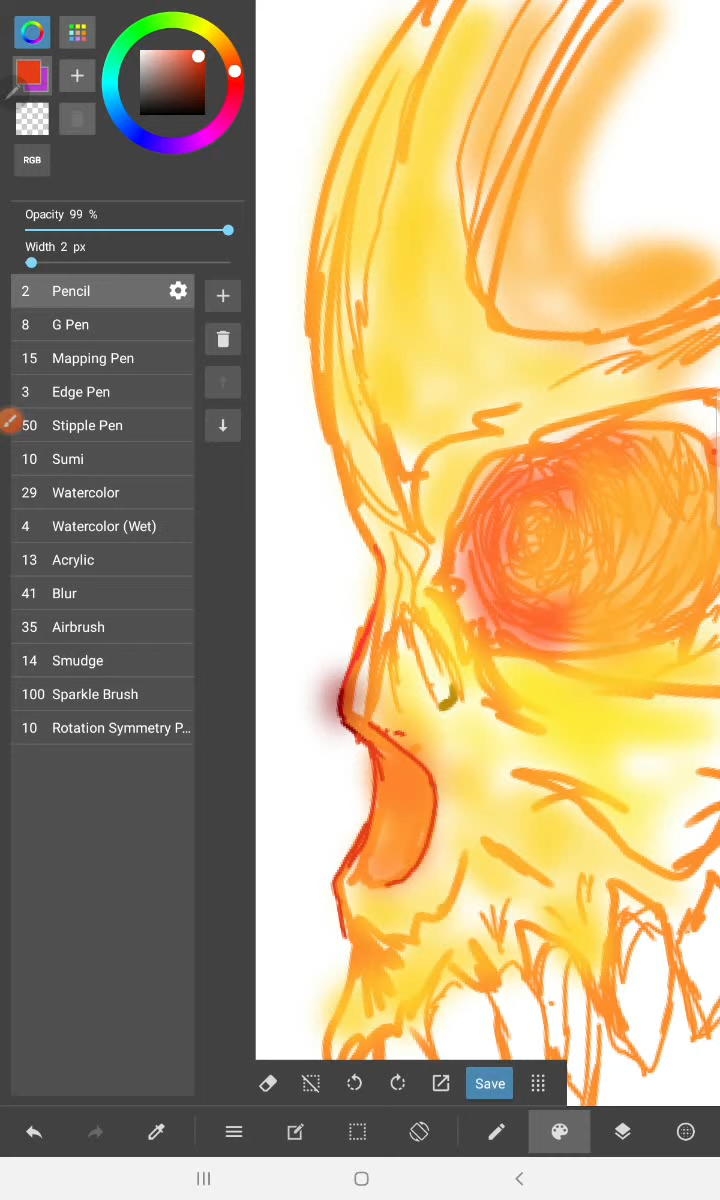 RGB
Opacity 99 %
Width 2 px
2 Pencil
8 G Pen
15 Mapping Pen
3 Edge Pen
50 Stipple Pen
10 Sumi
29 Watercolor
4 Watercolor (Wet)
13 Acrylic
41 Blur
35 Airbrush
14 Smudge
100 Sparkle Brush
10 Rotation Symmetry P...
Save